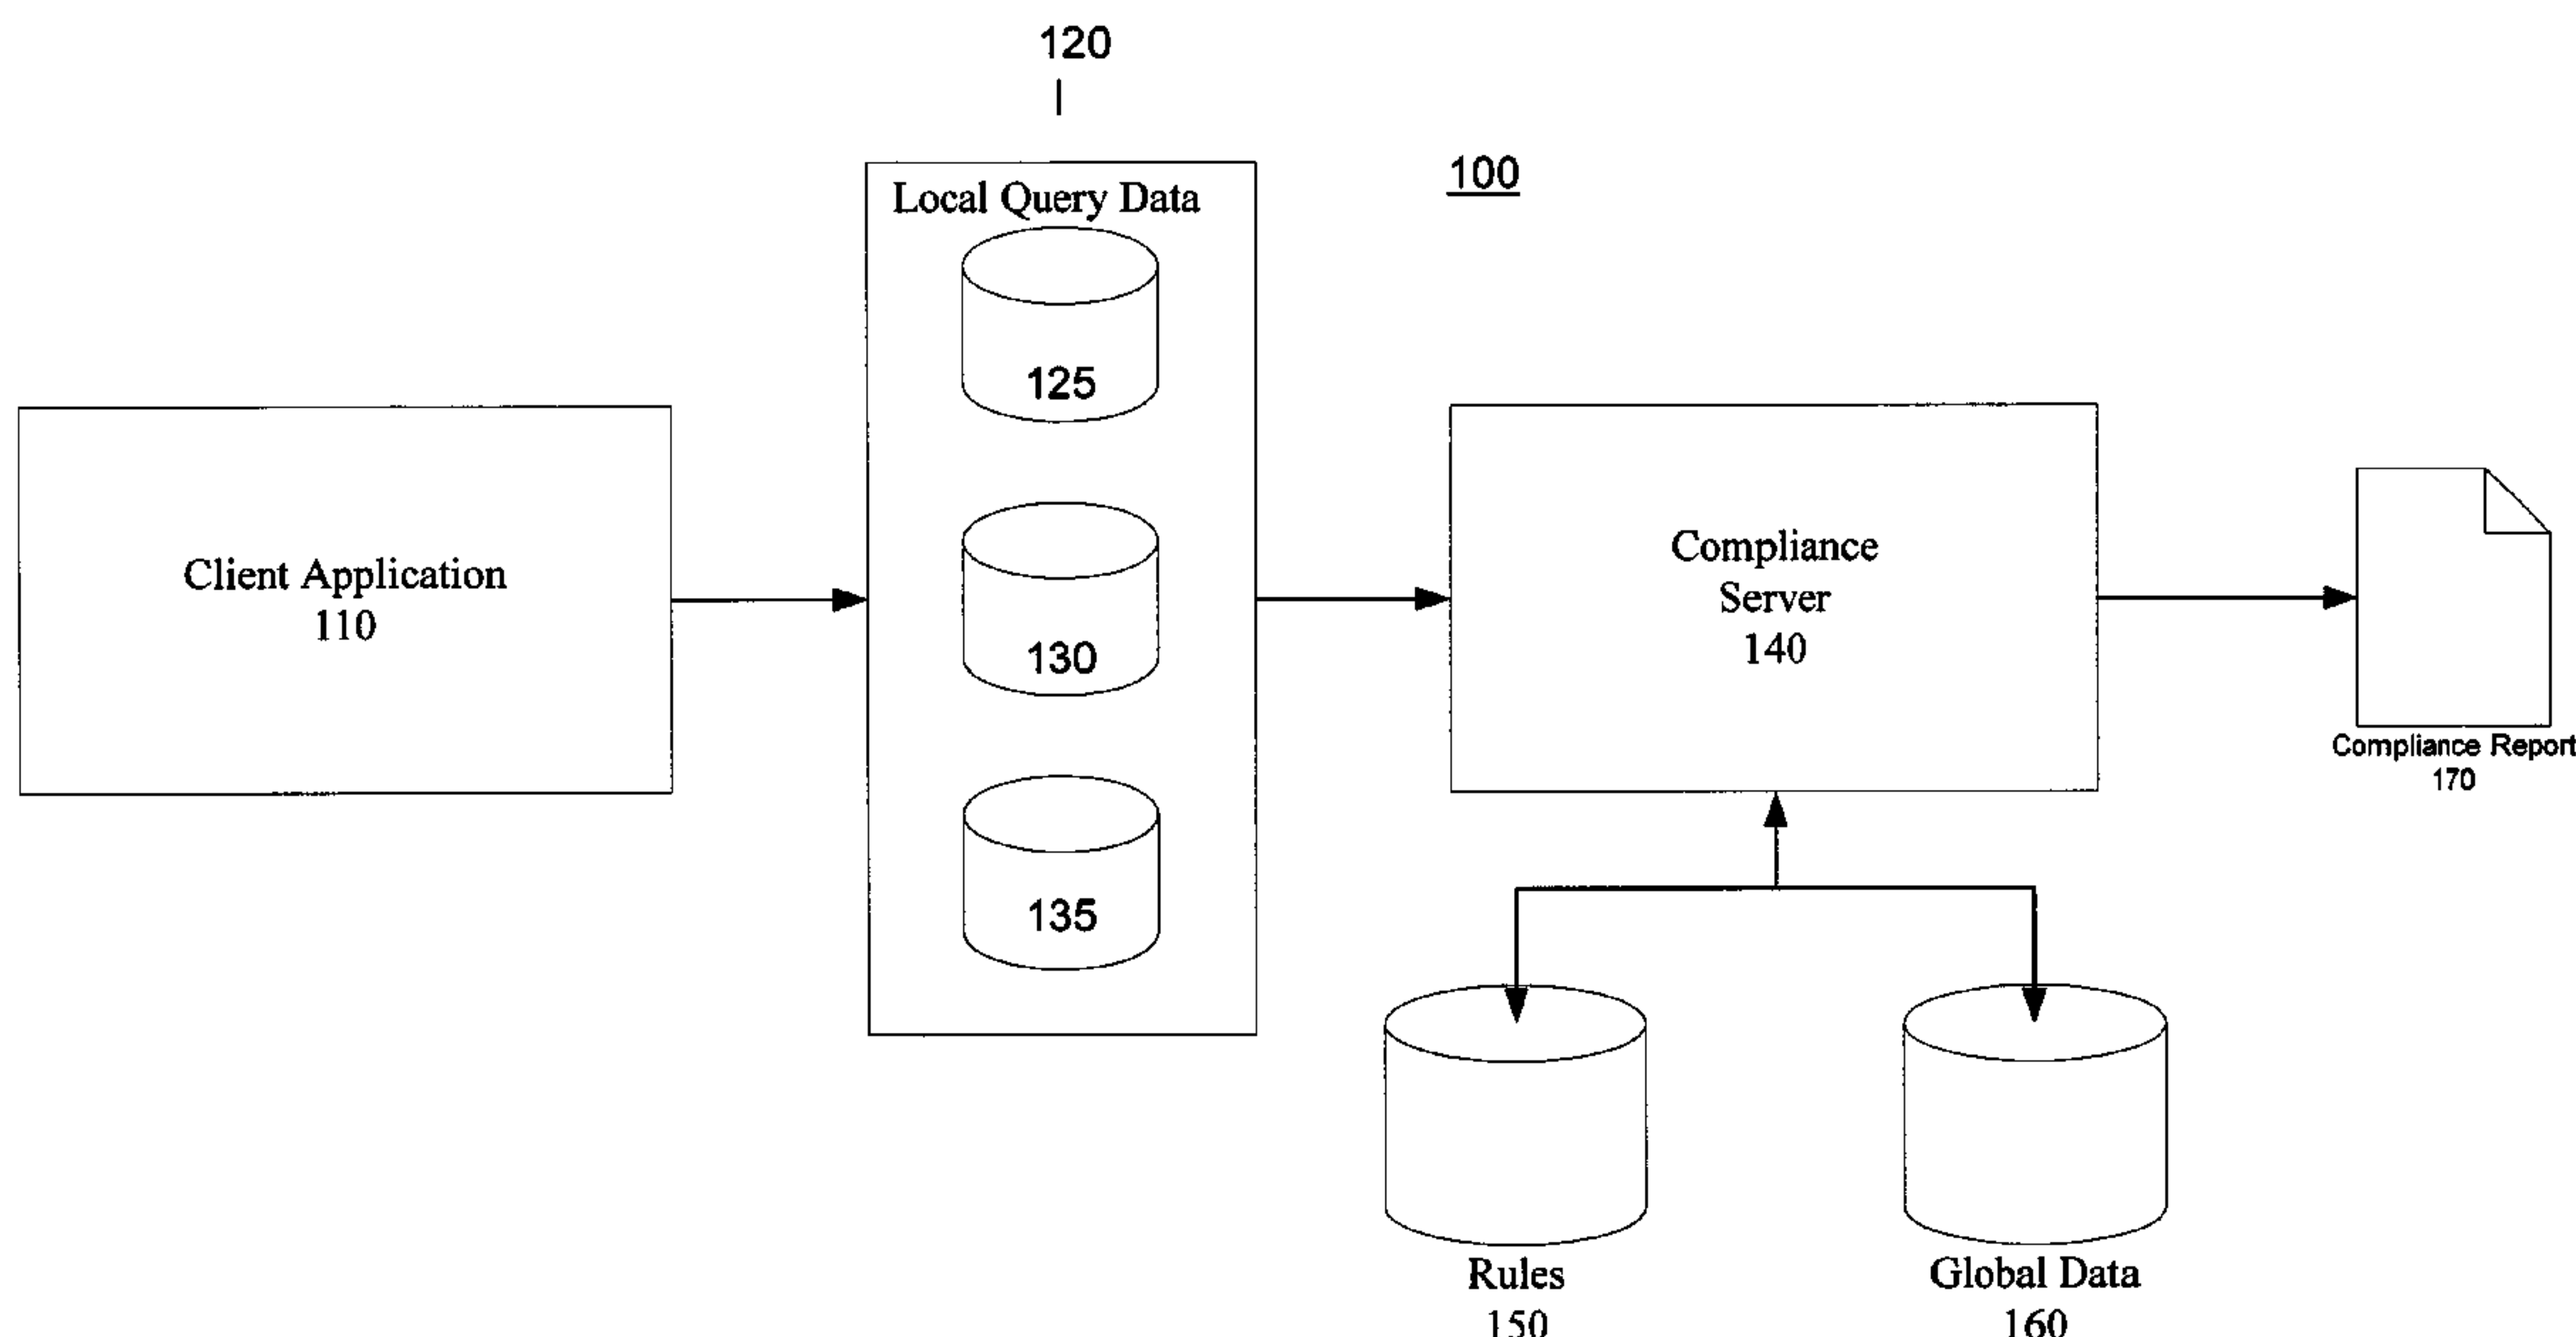 120
100
Local Query Data
125
130
135
Client Application
110
Compliance
Server
140
Compliance Report
170
Rules
150
Global Data
160